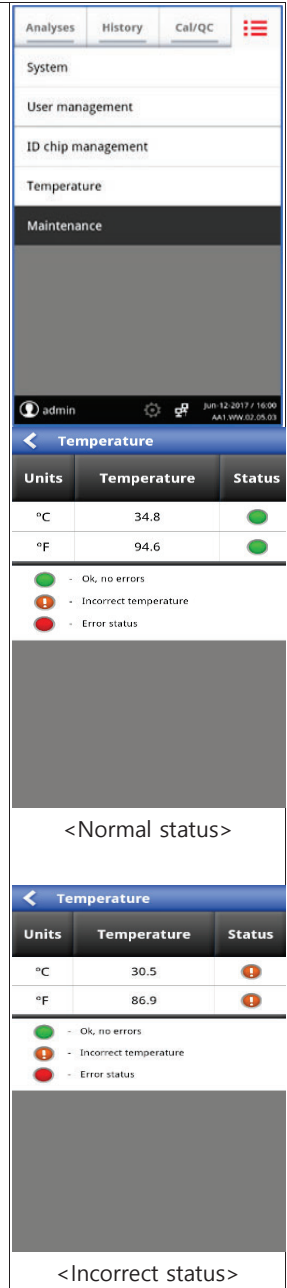 Analyses History Cal/QC
System
User management
ID chip management
Temperature
Maintenance
admin Jun-12-2017 / 16:00
AA1.WW.02.05.03
Temperature
Units Temperature Status
°C 34.8
°F 94.6
- Ok, no errors
- Incorrect temperature
- Error status
<Normal status>
Temperature
Units Temperature Status
°C 30.5
°F 86.9
- Ok, no errors
- Incorrect temperature
- Error status
<Incorrect status>